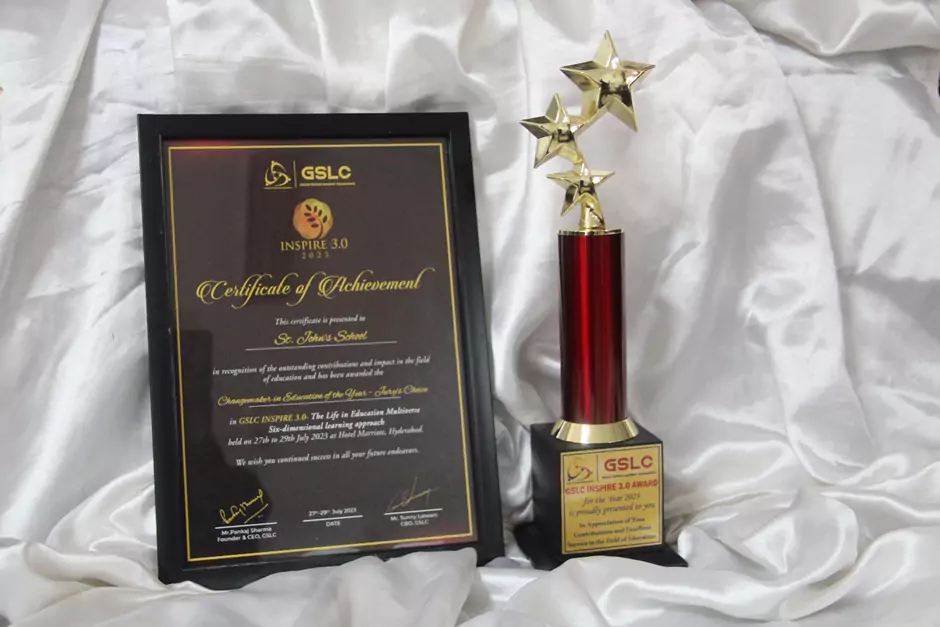 GSLC
INSPIRE 3.0
2023
Certificate of Achievement
This certificate is presented to
St. John's School
in recognition of the outstanding contributions and impact in the field
of education and has been awarded the
Changemaker in Education of the Year - Jury's Choice
in GSLC INSPIRE 3.0- The Life in Education Multiverse
Six-dimensional learning approach
held on 27th to 29th July 2023 at Hotel Marriott, Hyderabad.
We wish you continued success in all your future endeavours.
Mr. Pankaj Sharma
Founder & CEO, GSLC
27th-29th July 2023
DATE
Mr. Sunny
CBO, GSLC
GSLC
GSLC INSPIRE 3.0 AWARD
for the Year 2023
is proudly presented to you
In Appreciation of Your
Contributions and Excellent
Service to the Field of Education